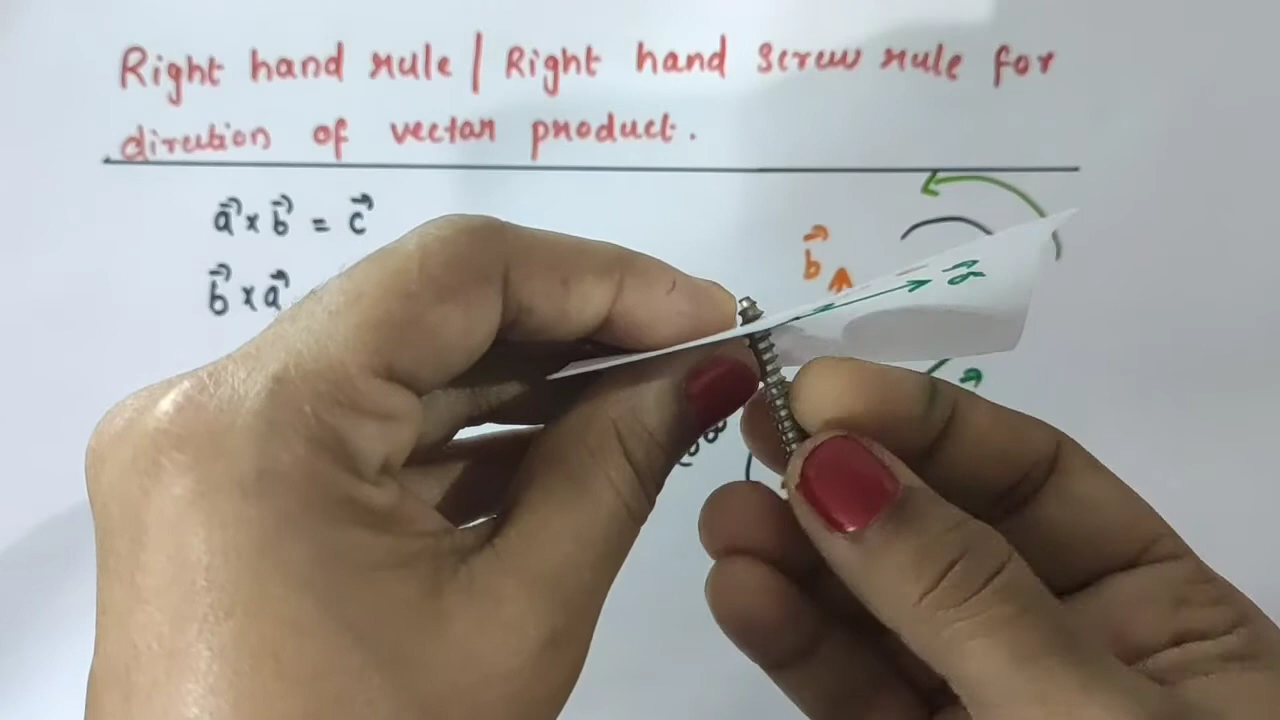 Right hand rule | Right hand screw rule for
direction of vector product.
a⃗ × b⃗ = c⃗
b⃗ × a⃗
b⃗